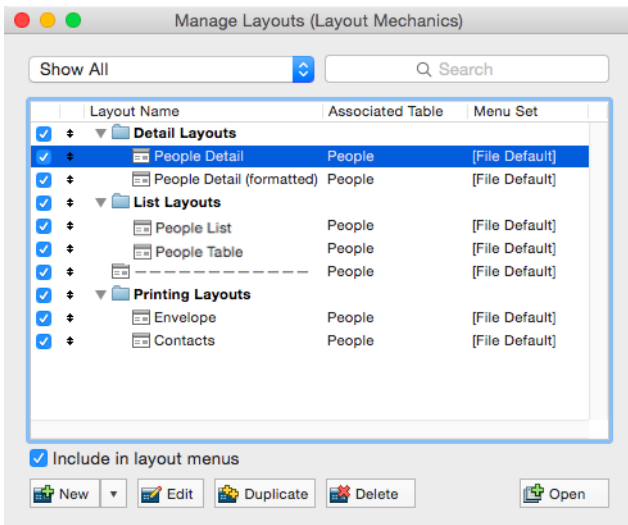 Manage Layouts (Layout Mechanics)
Show All
Search
Layout Name Associated Table Menu Set
Detail Layouts
People Detail People [File Default]
People Detail (formatted) People [File Default]
List Layouts
People List People [File Default]
People Table People [File Default]
– – – – – – – – – – – – People
Printing Layouts
Envelope People [File Default]
Contacts People [File Default]
Include in layout menus
New Edit Duplicate Delete Open